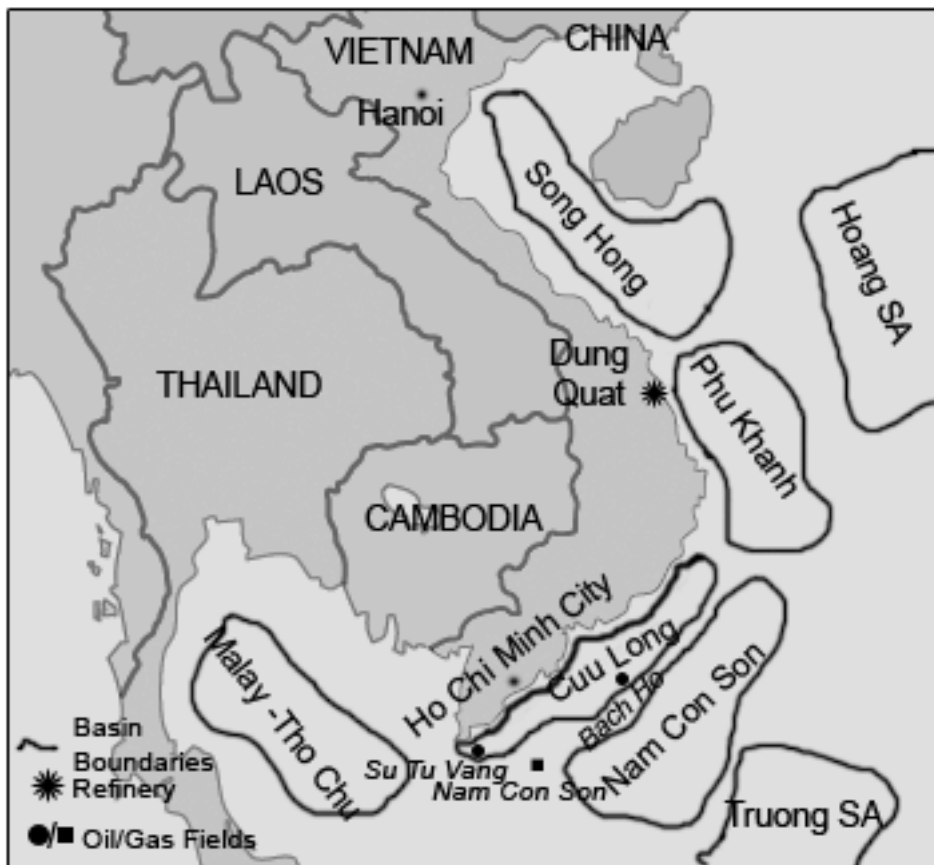 VIETNAM
CHINA
Hanoi
LAOS
Song Hong
Hoang SA
Dung
Quat
THAILAND
Phu Khanh
CAMBODIA
Ho Chi Minh City
Cuu Long
Bach Ho
Nam Con Son
Malay -Tho Chu
Su Tu Vang
Nam Con Son
Truong SA
Basin
Boundaries
Refinery
/
Oil/Gas Fields